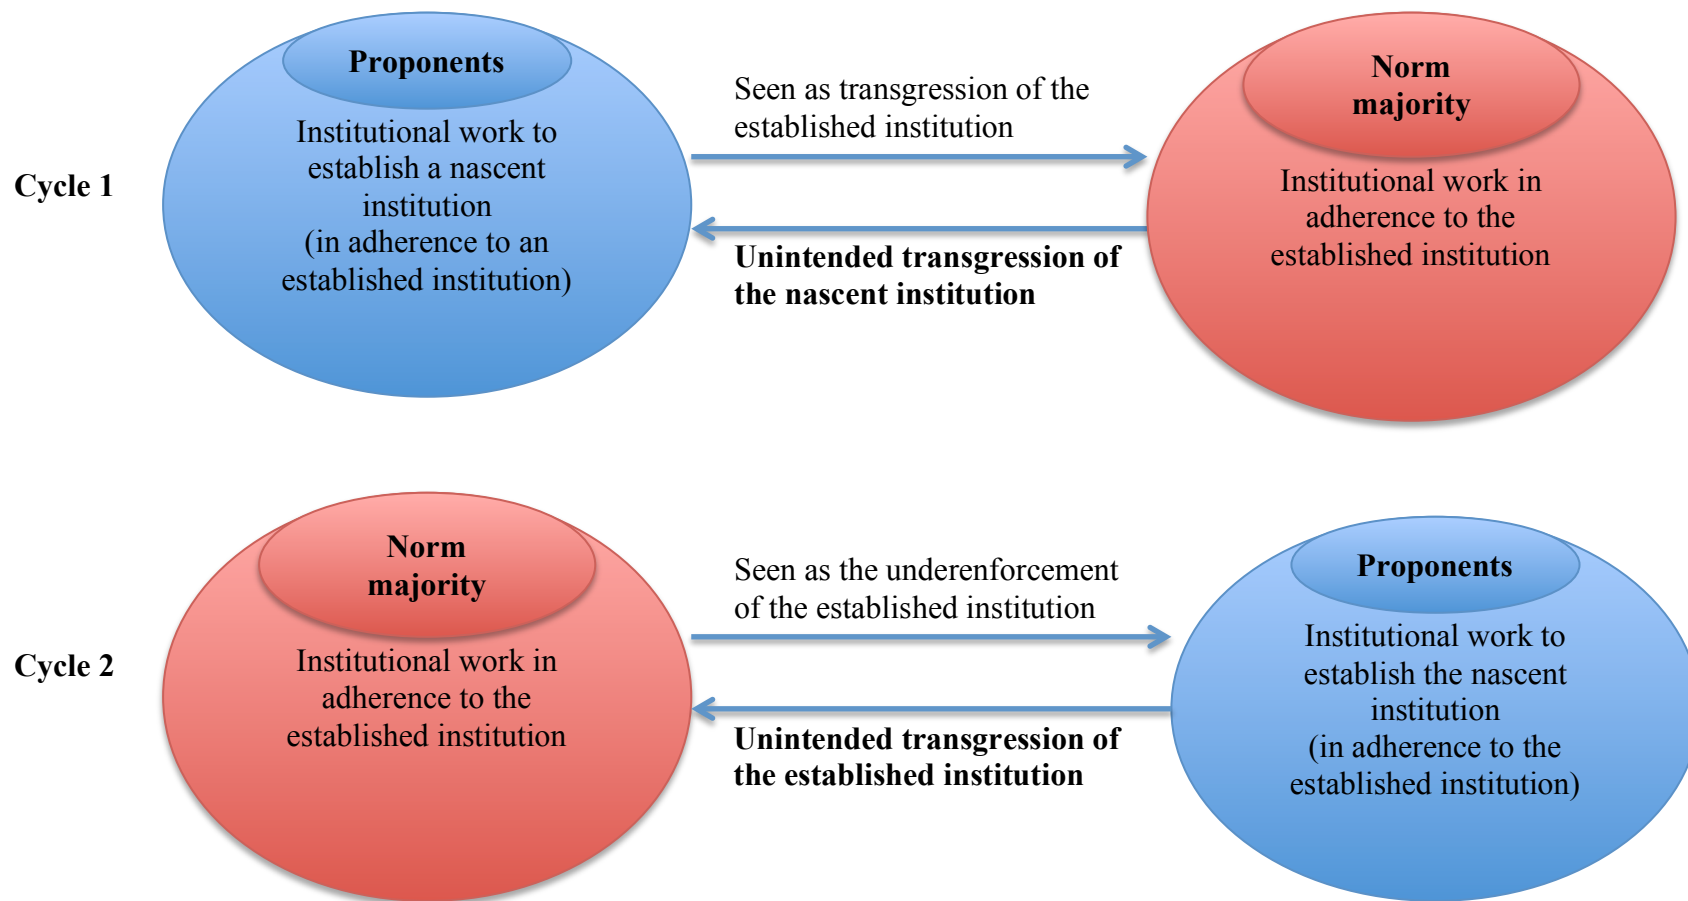 Cycle 1
Proponents
Institutional work to
establish a nascent
institution
(in adherence to an
established institution)
Seen as transgression of the
established institution
Unintended transgression of
the nascent institution
Norm
majority
Institutional work in
adherence to the
established institution
Cycle 2
Norm
majority
Institutional work in
adherence to the
established institution
Seen as the underenforcement
of the established institution
Unintended transgression of
the established institution
Proponents
Institutional work to
establish the nascent
institution
(in adherence to the
established institution)